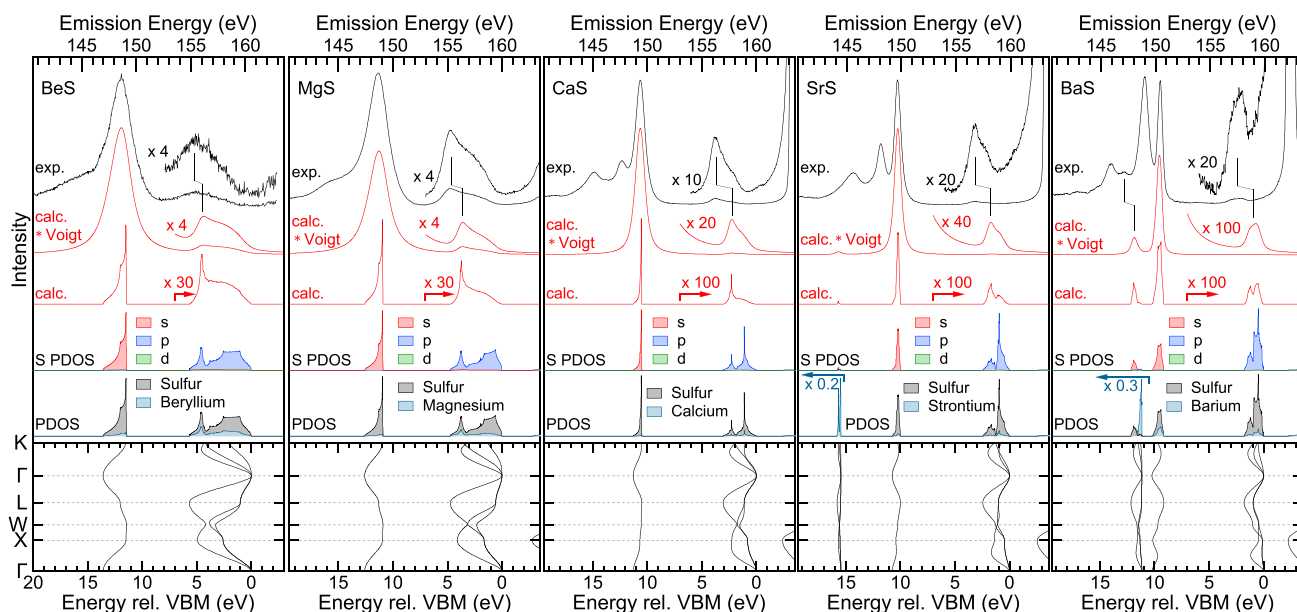 Emission Energy (eV) Emission Energy (eV) Emission Energy (eV) Emission Energy (eV) Emission Energy (eV)
145 155 160 145 155 160 145 155 160 145 155 160 145 150 155 160
BeS MgS CaS SrS BaS
x 4 x 4 x 10 x 20 x 20
exp. exp. exp. exp. exp.
calc. calc. calc. calc. * Voigt calc.
* Voigt * Voigt * Voigt * Voigt
x 4 x 4 x 20 x 40 x 100
Intensity
calc. x 30 calc. x 30 calc. x 100 calc. x 100 calc. x 100
s s s s s
p p p p p
S PDOS d S PDOS d S PDOS d S PDOS d S PDOS d
x 0.2 x 0.3
Sulfur Sulfur Sulfur Sulfur Sulfur
Beryllium Magnesium Calcium Strontium Barium
PDOS PDOS PDOS PDOS PDOS
K
Γ
L
W
X
Γ
20 15 10 5 0 15 10 5 0 15 10 5 0 15 10 5 0 15 10 5 0
Energy rel. VBM (eV) Energy rel. VBM (eV) Energy rel. VBM (eV) Energy rel. VBM (eV) Energy rel. VBM (eV)